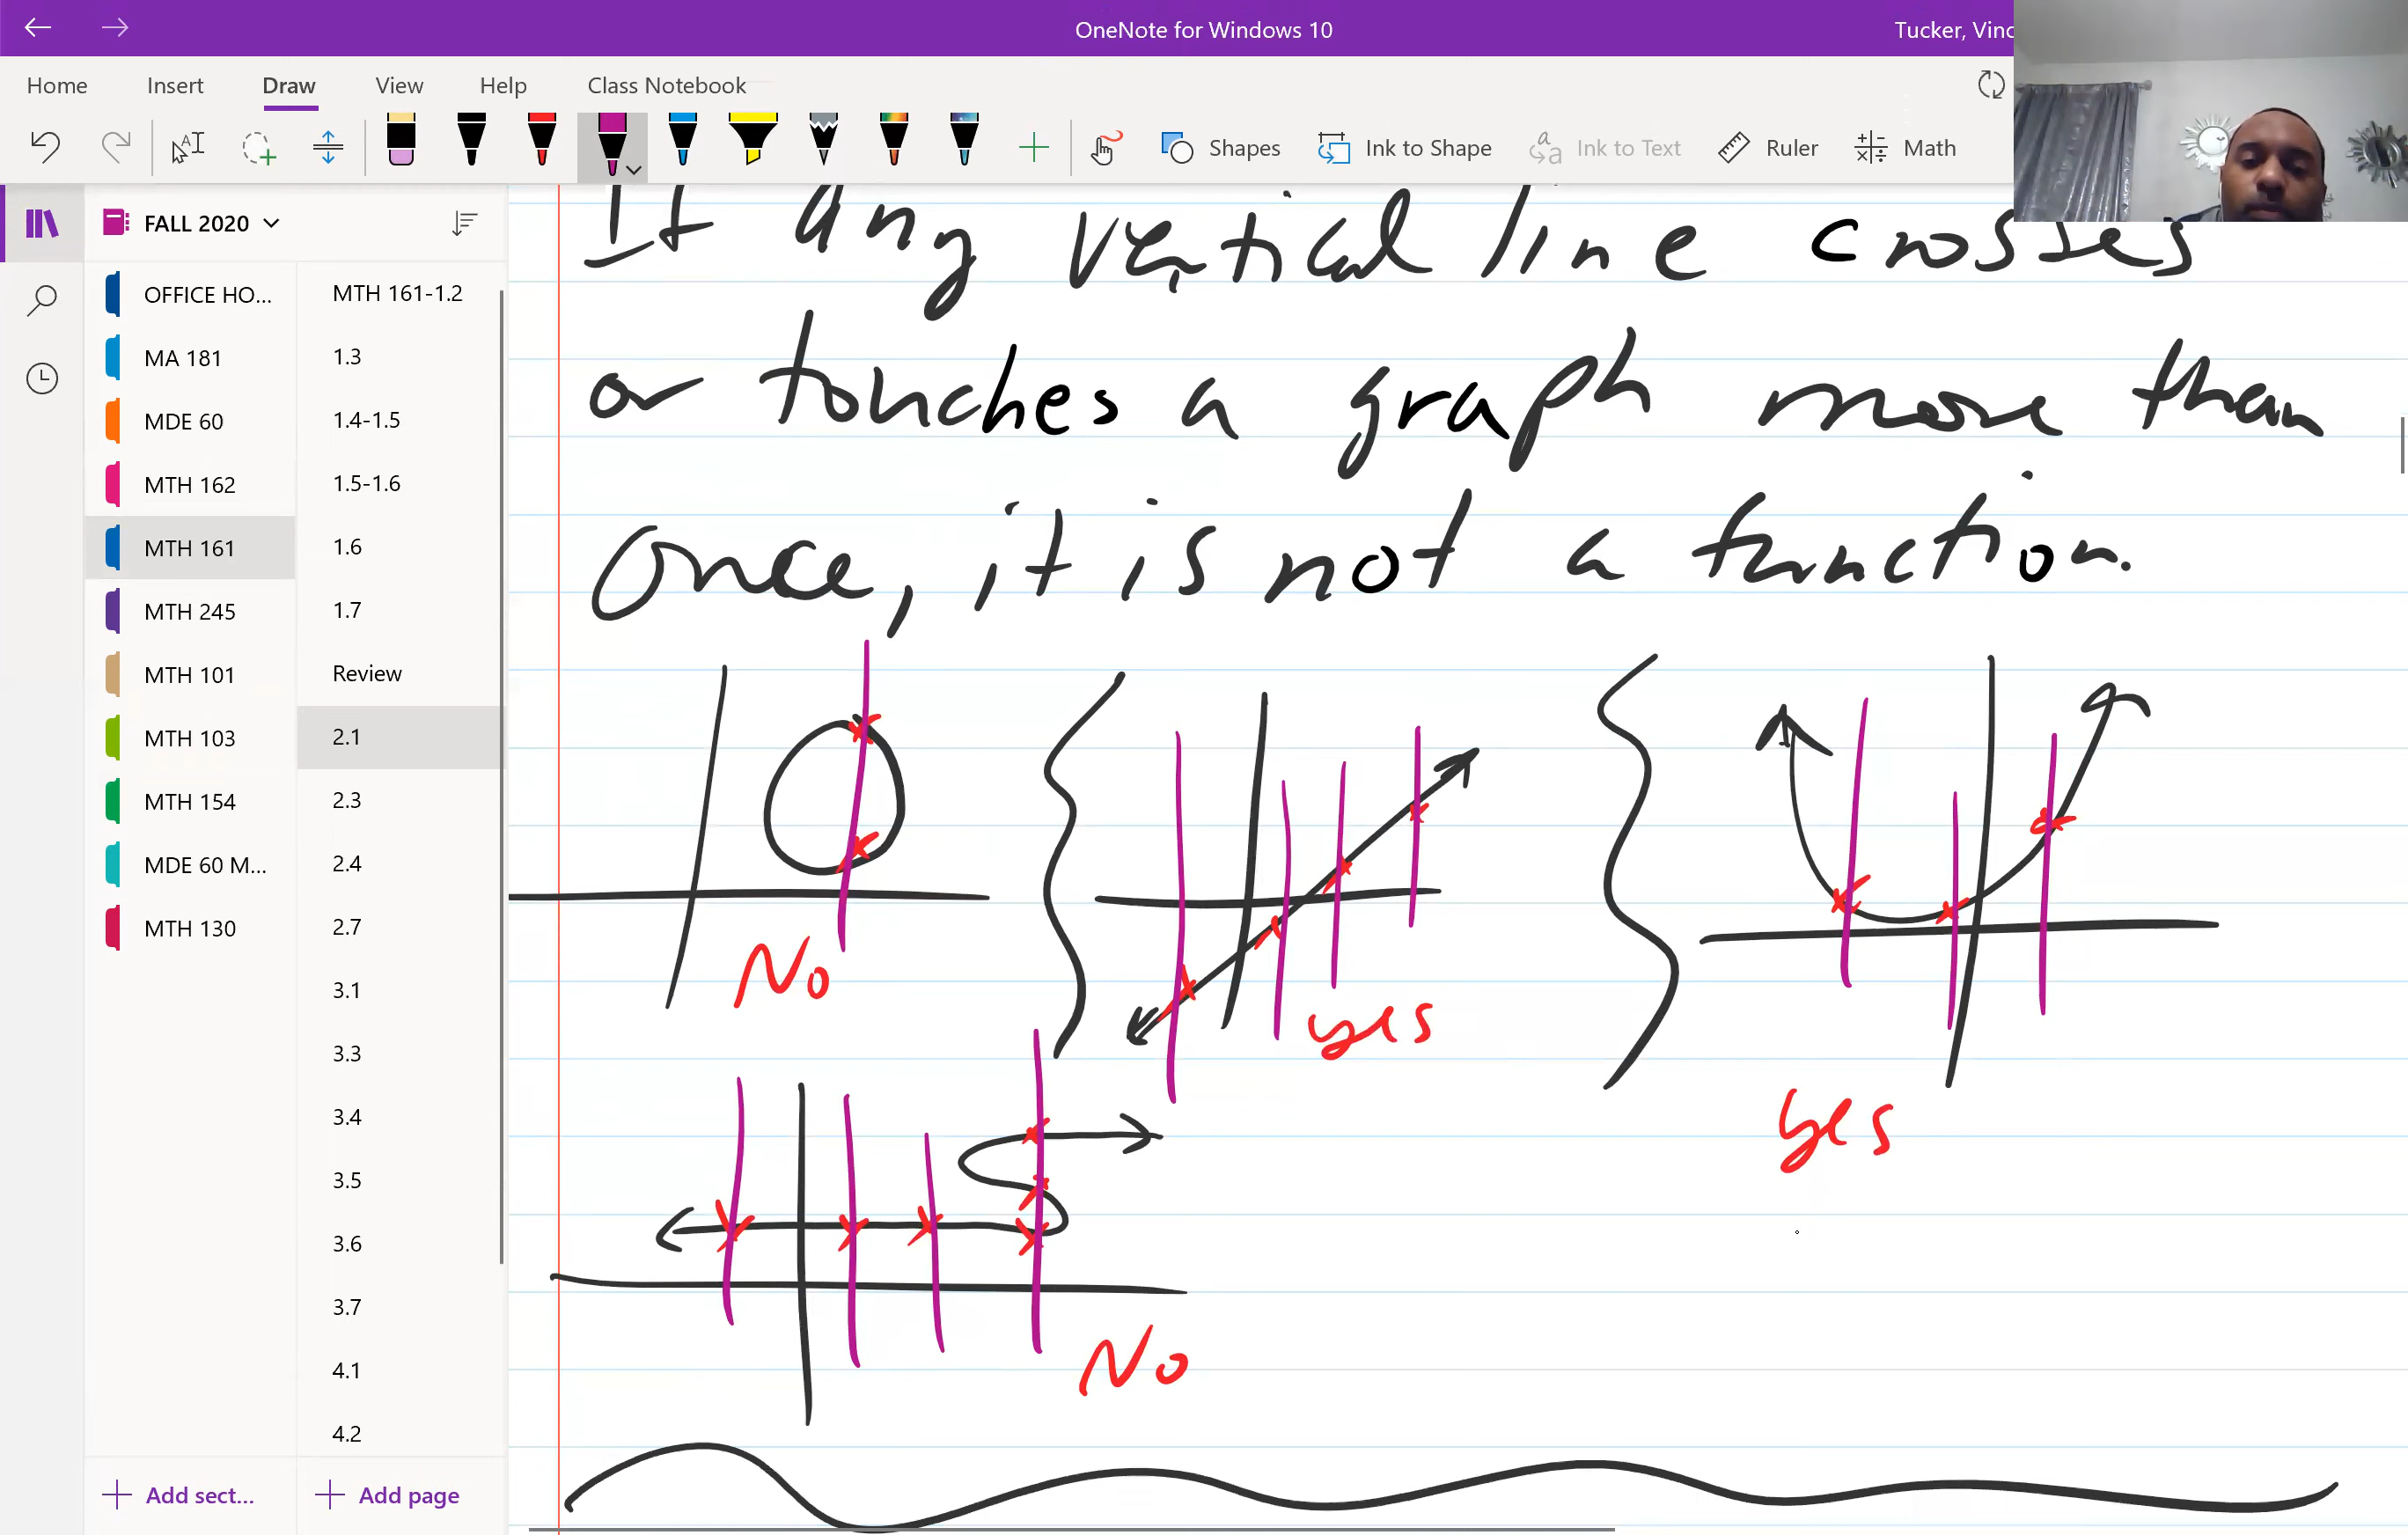 OneNote for Windows 10
Tucker, Vinc
Home Insert Draw View Help Class Notebook
Shapes Ink to Shape Ink to Text Ruler Math
FALL 2020
OFFICE HO...
MA 181
MDE 60
MTH 162
MTH 161
MTH 245
MTH 101
MTH 103
MTH 154
MDE 60 M...
MTH 130
Add sect...
MTH 161-1.2
1.3
1.4-1.5
1.5-1.6
1.6
1.7
Review
2.1
2.3
2.4
2.7
3.1
3.3
3.4
3.5
3.6
3.7
4.1
4.2
Add page
If any vertical line crosses
or touches a graph more than
once, it is not a function.
No
yes
yes
No